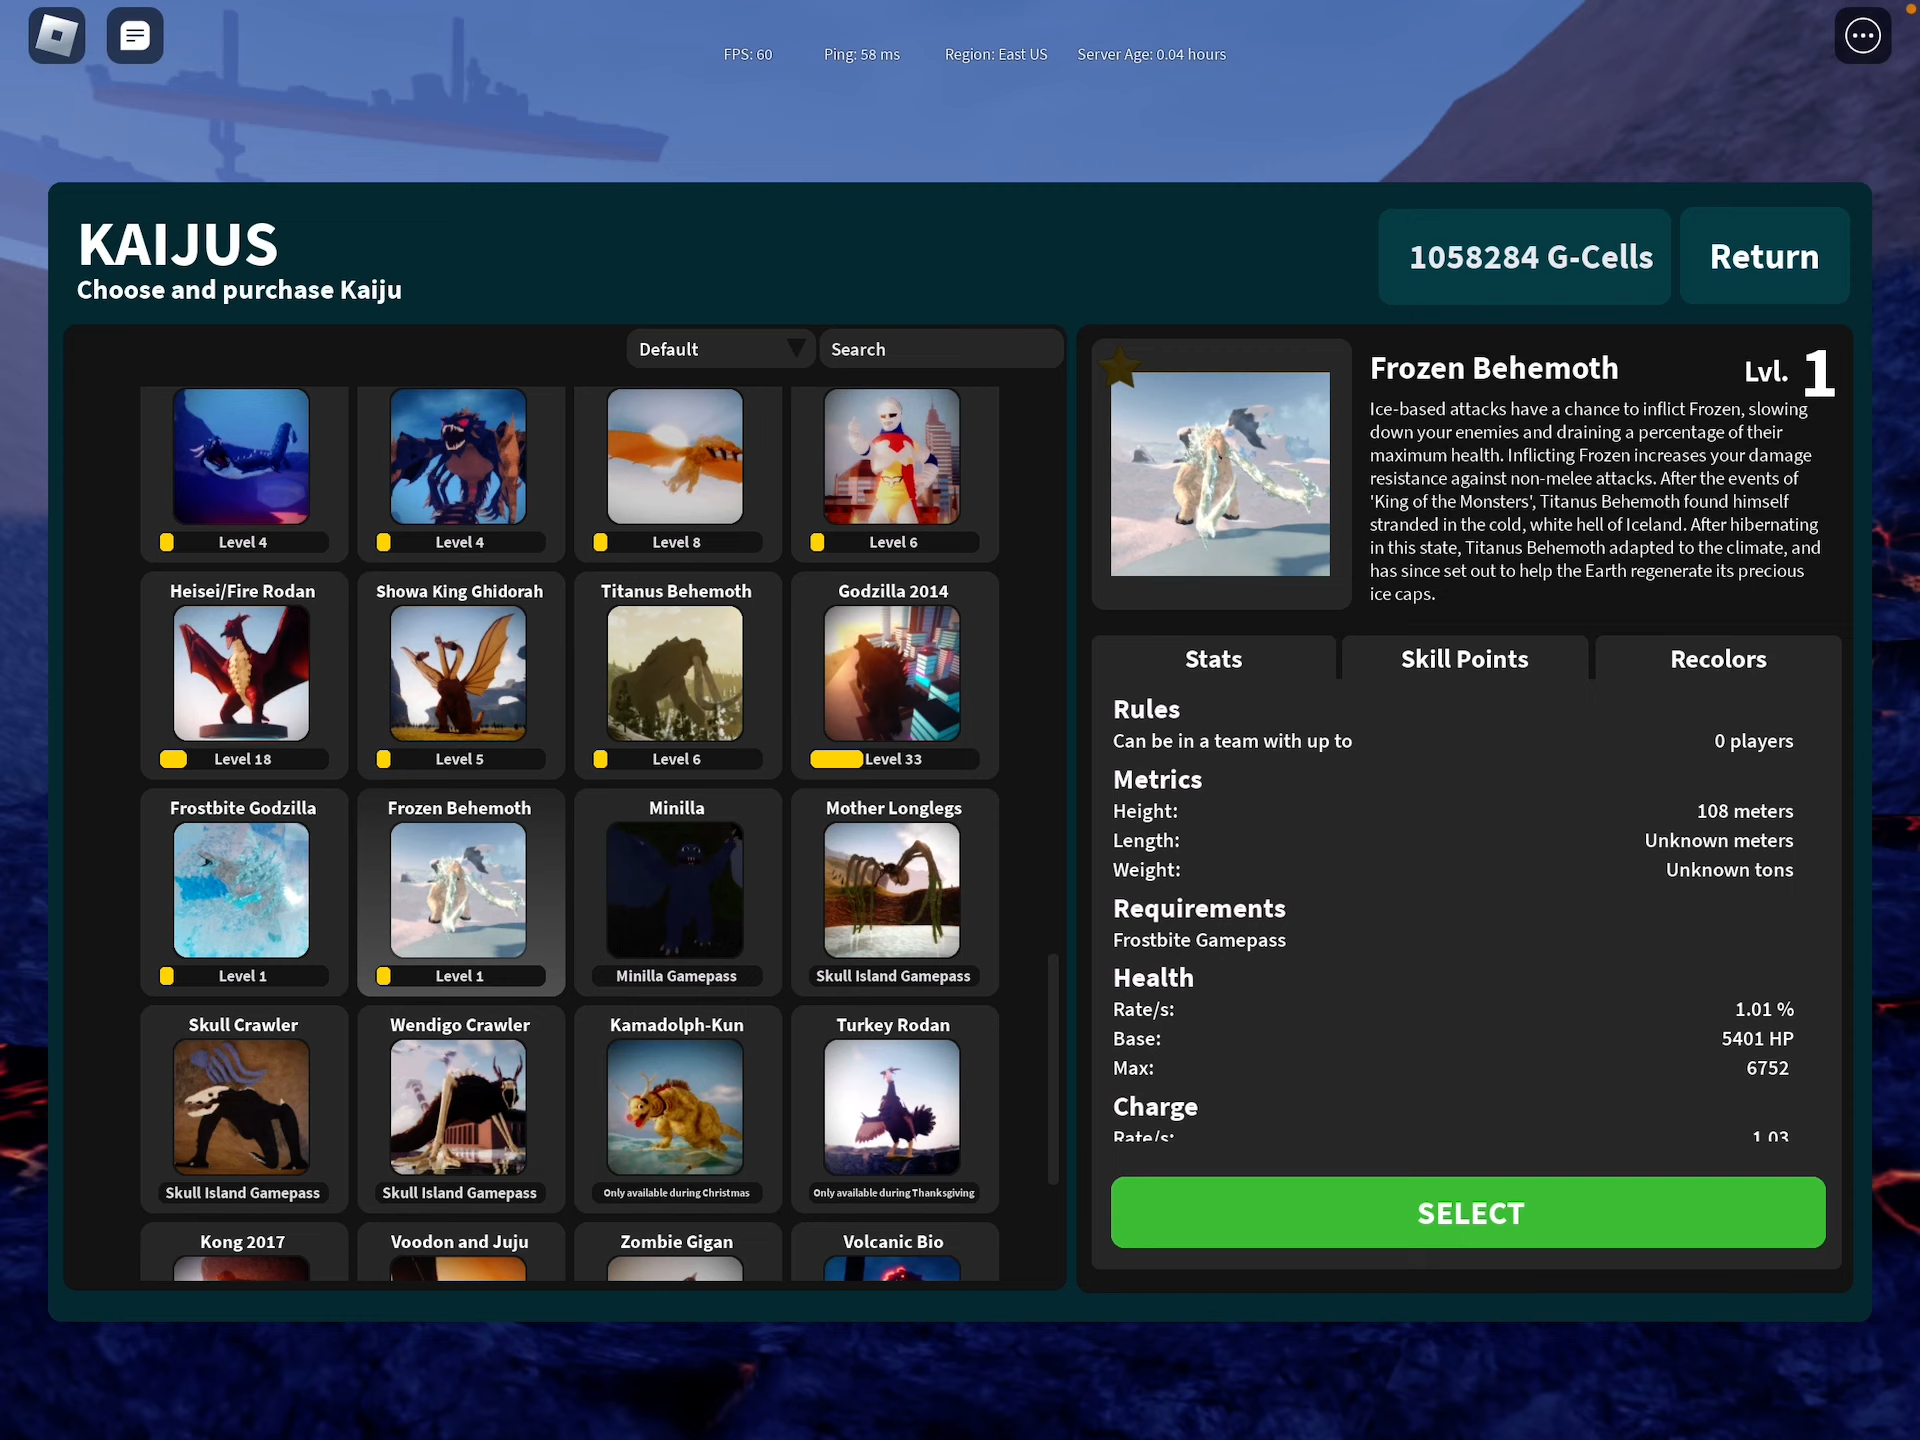 FPS: 60 Ping: 58 ms Region: East US Server Age: 0.04 hours
KAIJUS
Choose and purchase Kaiju
1058284 G-Cells
Return
Default
Search
Level 4
Level 4
Level 8
Level 6
Heisei/Fire Rodan
Showa King Ghidorah
Titanus Behemoth
Godzilla 2014
Level 18
Level 5
Level 6
Level 33
Frostbite Godzilla
Frozen Behemoth
Minilla
Mother Longlegs
Level 1
Level 1
Minilla Gamepass
Skull Island Gamepass
Skull Crawler
Wendigo Crawler
Kamadolph-Kun
Turkey Rodan
Skull Island Gamepass
Skull Island Gamepass
Only available during Christmas
Only available during Thanksgiving
Kong 2017
Voodon and Juju
Zombie Gigan
Volcanic Bio
Frozen Behemoth
Lvl. 1
Ice-based attacks have a chance to inflict Frozen, slowing
down your enemies and draining a percentage of their
maximum health. Inflicting Frozen increases your damage
resistance against non-melee attacks. After the events of
'King of the Monsters', Titanus Behemoth found himself
stranded in the cold, white hell of Iceland. After hibernating
in this state, Titanus Behemoth adapted to the climate, and
has since set out to help the Earth regenerate its precious
ice caps.
Stats
Skill Points
Recolors
Rules
Can be in a team with up to 0 players
Metrics
Height: 108 meters
Length: Unknown meters
Weight: Unknown tons
Requirements
Frostbite Gamepass
Health
Rate/s: 1.01 %
Base: 5401 HP
Max: 6752
Charge
Rate/s: 1.03
SELECT